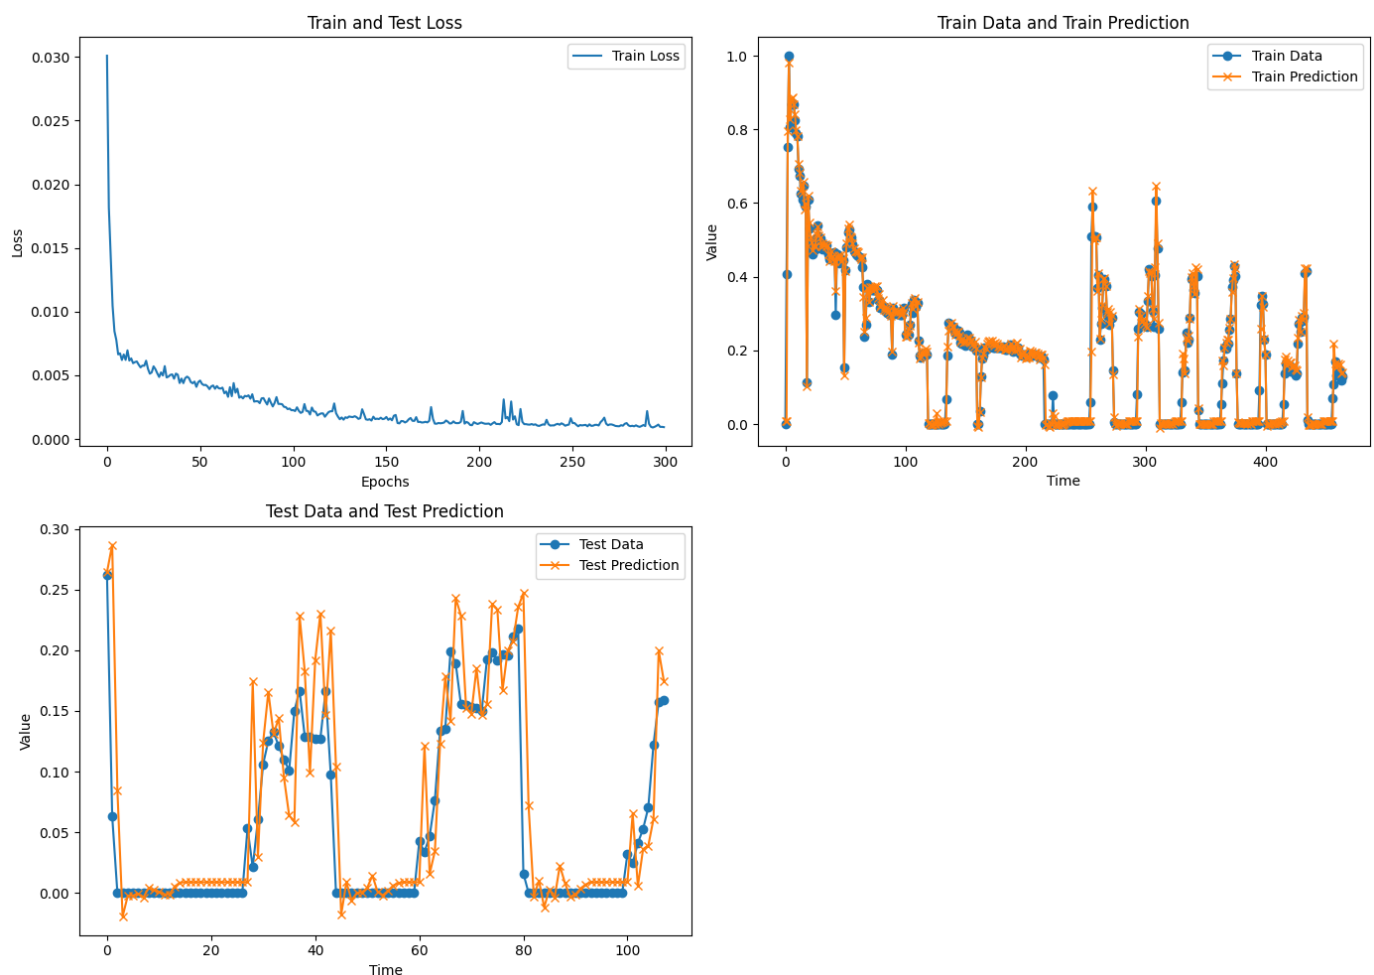 Train and Test Loss
Train Loss
0.030
0.025
0.020
0.015
0.010
0.005
0.000
Loss
0
50
100
150
200
250
300
Epochs
Train Data and Train Prediction
Train Data
Train Prediction
1.0
0.8
0.6
0.4
0.2
0.0
Value
0
100
200
300
400
Time
Test Data and Test Prediction
Test Data
Test Prediction
0.30
0.25
0.20
0.15
0.10
0.05
0.00
Value
0
20
40
60
80
100
Time